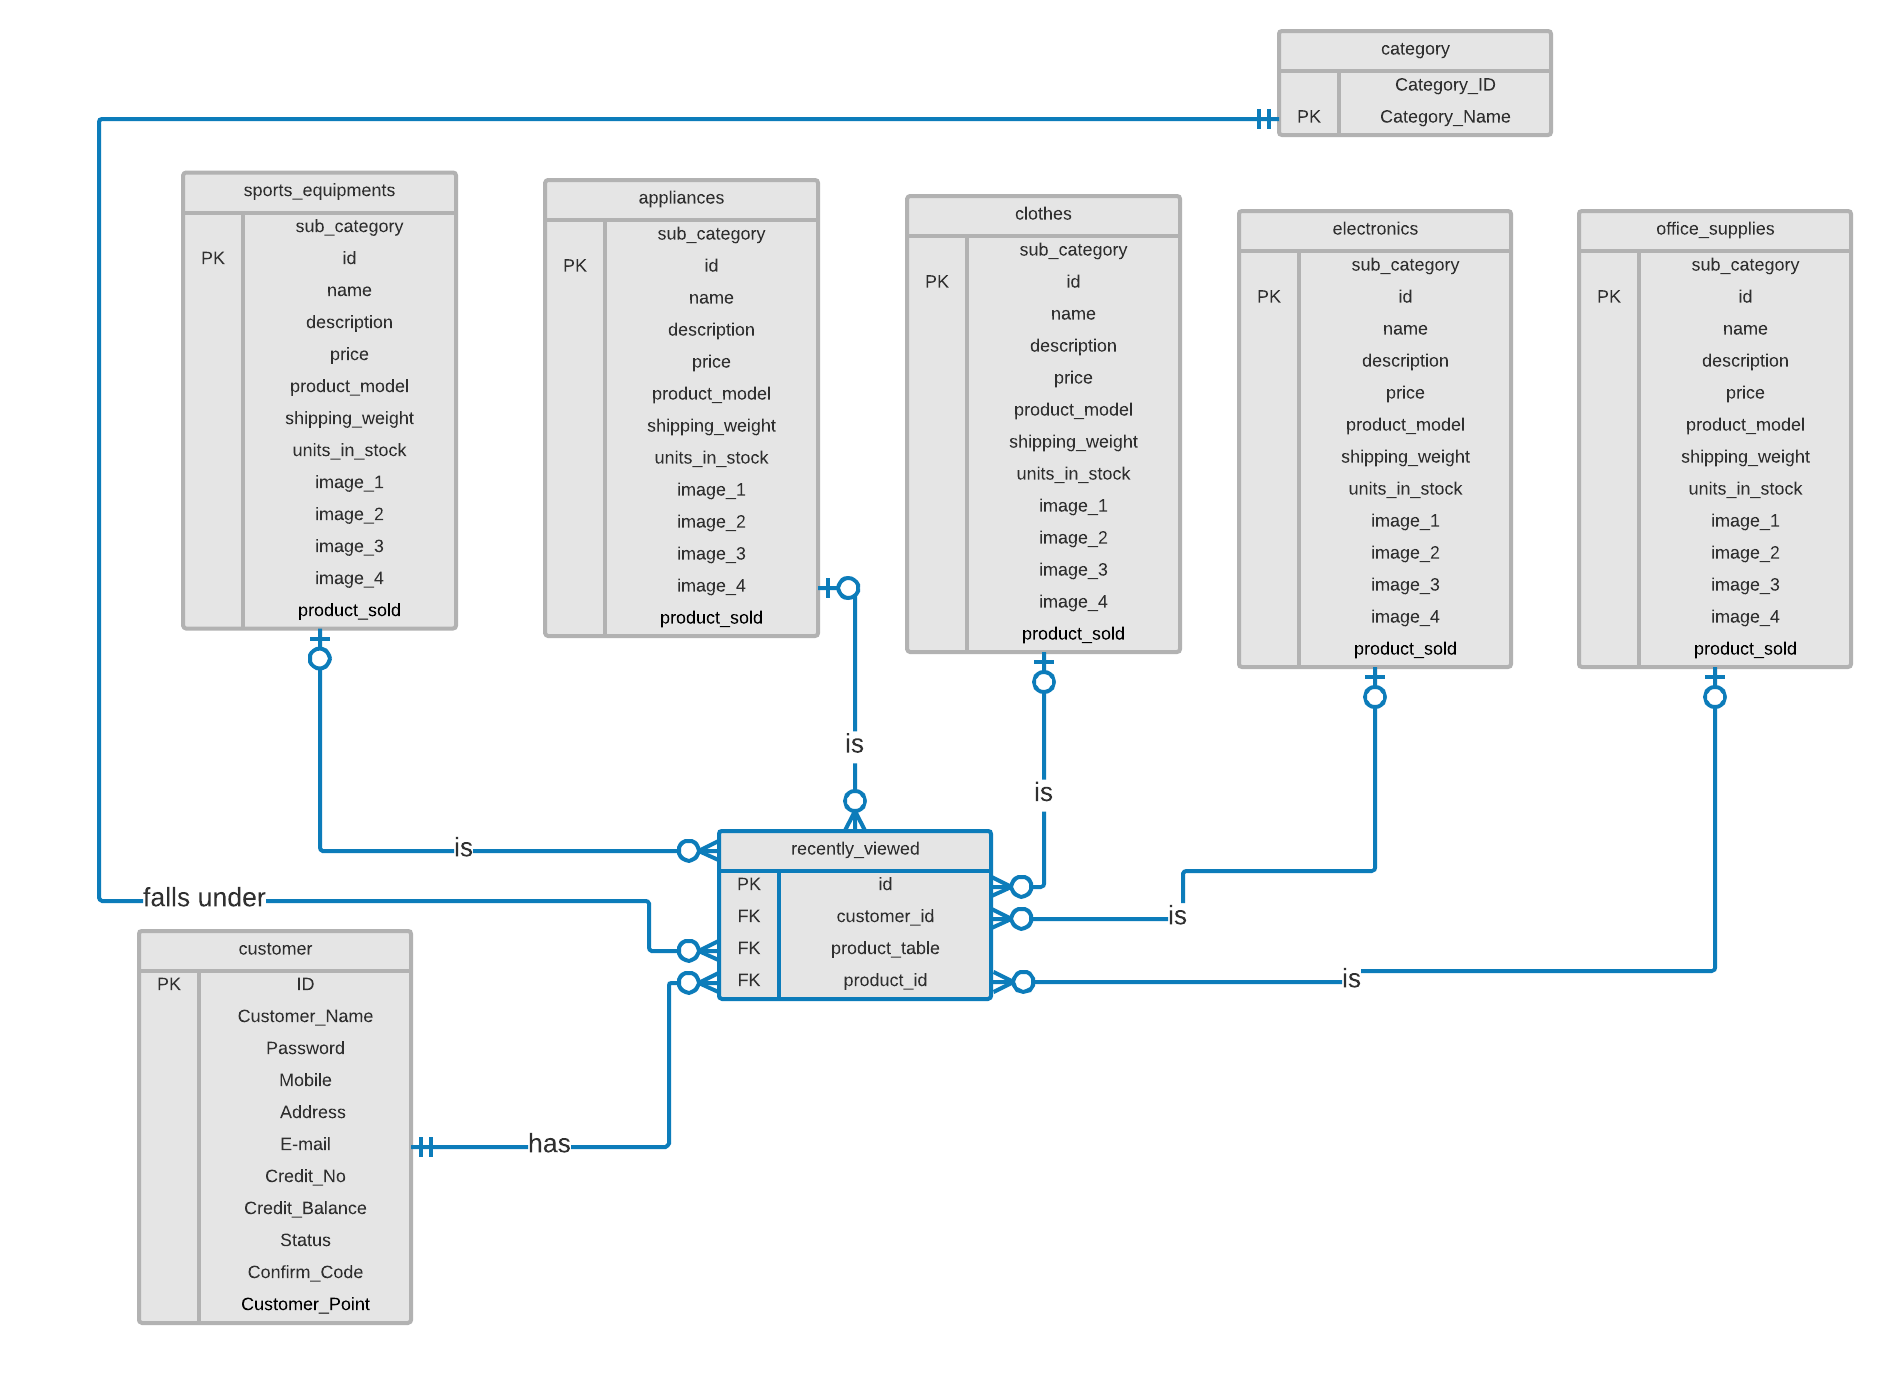 category
Category_ID
PK Category_Name
sports_equipments
sub_category
PK id
name
description
price
product_model
shipping_weight
units_in_stock
image_1
image_2
image_3
image_4
product_sold
appliances
sub_category
PK id
name
description
price
product_model
shipping_weight
units_in_stock
image_1
image_2
image_3
image_4
product_sold
clothes
sub_category
PK id
name
description
price
product_model
shipping_weight
units_in_stock
image_1
image_2
image_3
image_4
product_sold
electronics
sub_category
PK id
name
description
price
product_model
shipping_weight
units_in_stock
image_1
image_2
image_3
image_4
product_sold
office_supplies
sub_category
PK id
name
description
price
product_model
shipping_weight
units_in_stock
image_1
image_2
image_3
image_4
product_sold
is
is
is
is
is
falls under
has
recently_viewed
PK id
FK customer_id
FK product_table
FK product_id
customer
PK ID
Customer_Name
Password
Mobile
Address
E-mail
Credit_No
Credit_Balance
Status
Confirm_Code
Customer_Point